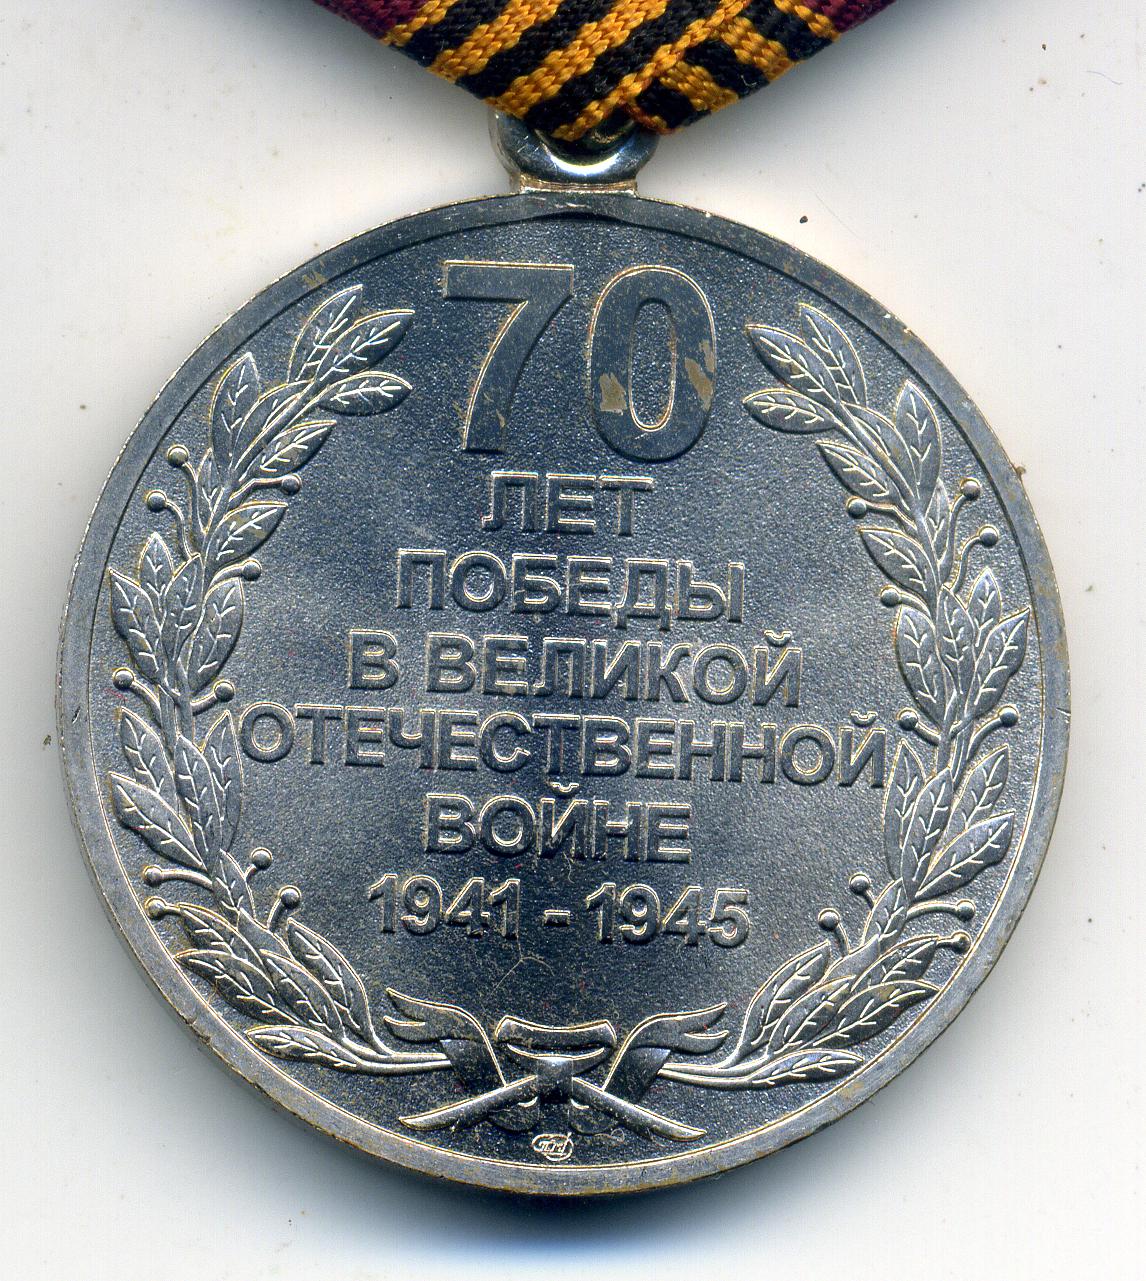 70
ЛЕТ
ПОБЕДЫ
В ВЕЛИКОЙ
ОТЕЧЕСТВЕННОЙ
ВОЙНЕ
1941 - 1945